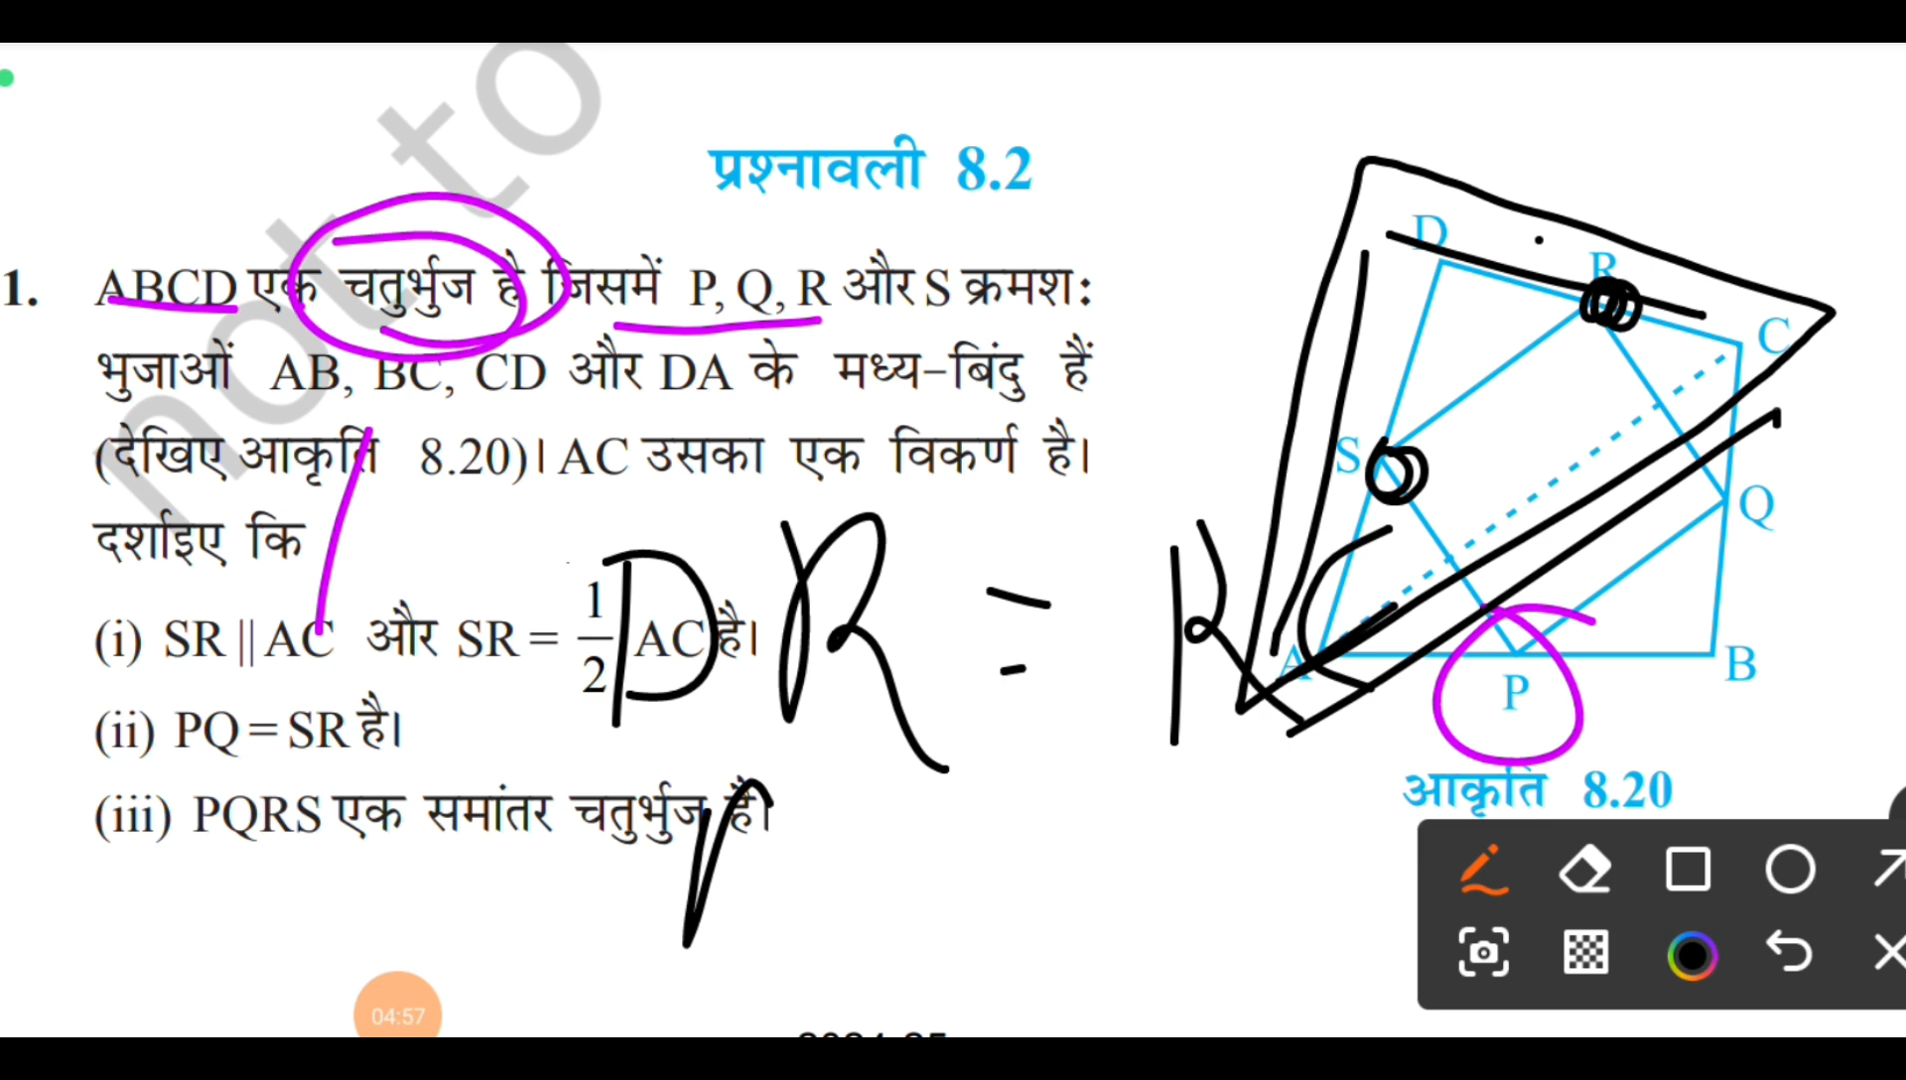 not to
प्रश्नावली 8.2
1. ABCD एक चतुर्भुज है जिसमें P, Q, R और S क्रमश:
भुजाओं AB, BC, CD और DA के मध्य-बिंदु हैं
(देखिए आकृति 8.20)। AC उसका एक विकर्ण है।
दर्शाइए कि
(i) SR || AC और SR = 1/2 AC है।
(ii) PQ = SR है।
(iii) PQRS एक समांतर चतुर्भुज है।
DR = R
D
R
C
S
Q
A
B
P
आकृति 8.20
04:57